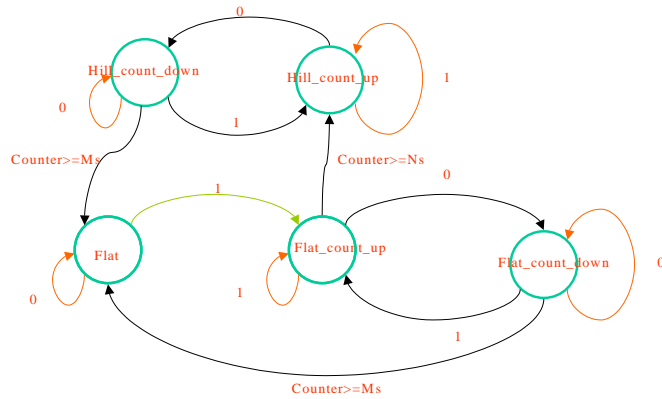 0
Hill_count_down
Hill_count_up
1
0
1
Counter>=Ms
Counter>=Ns
0
1
Flat
Flat_count_up
Flat_count_down
0
0
1
1
Counter>=Ms